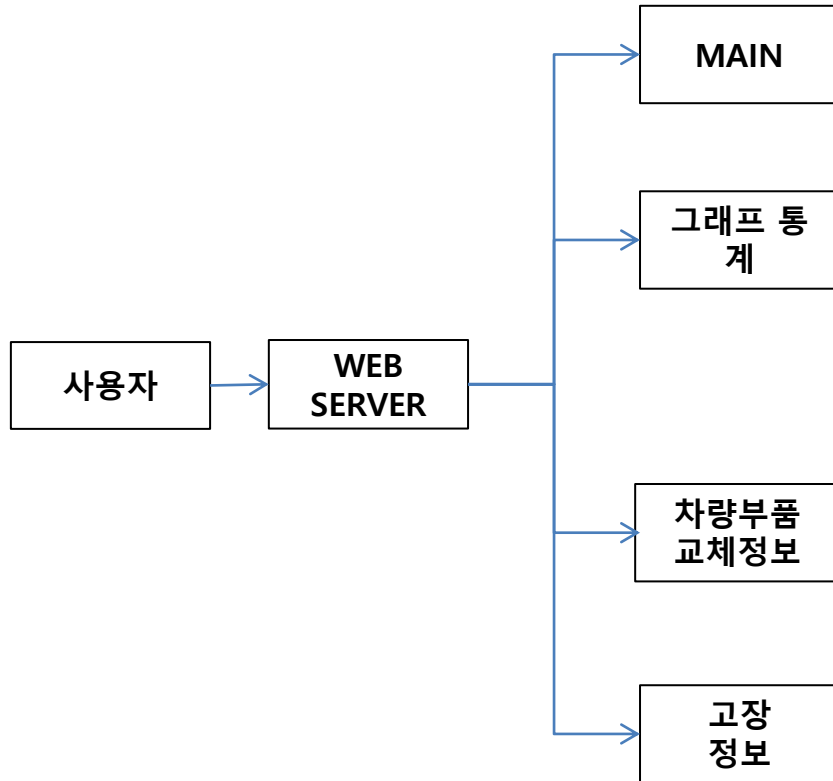 MAIN
그래프 통
계
사용자
WEB
SERVER
차량부품
교체정보
고장
정보